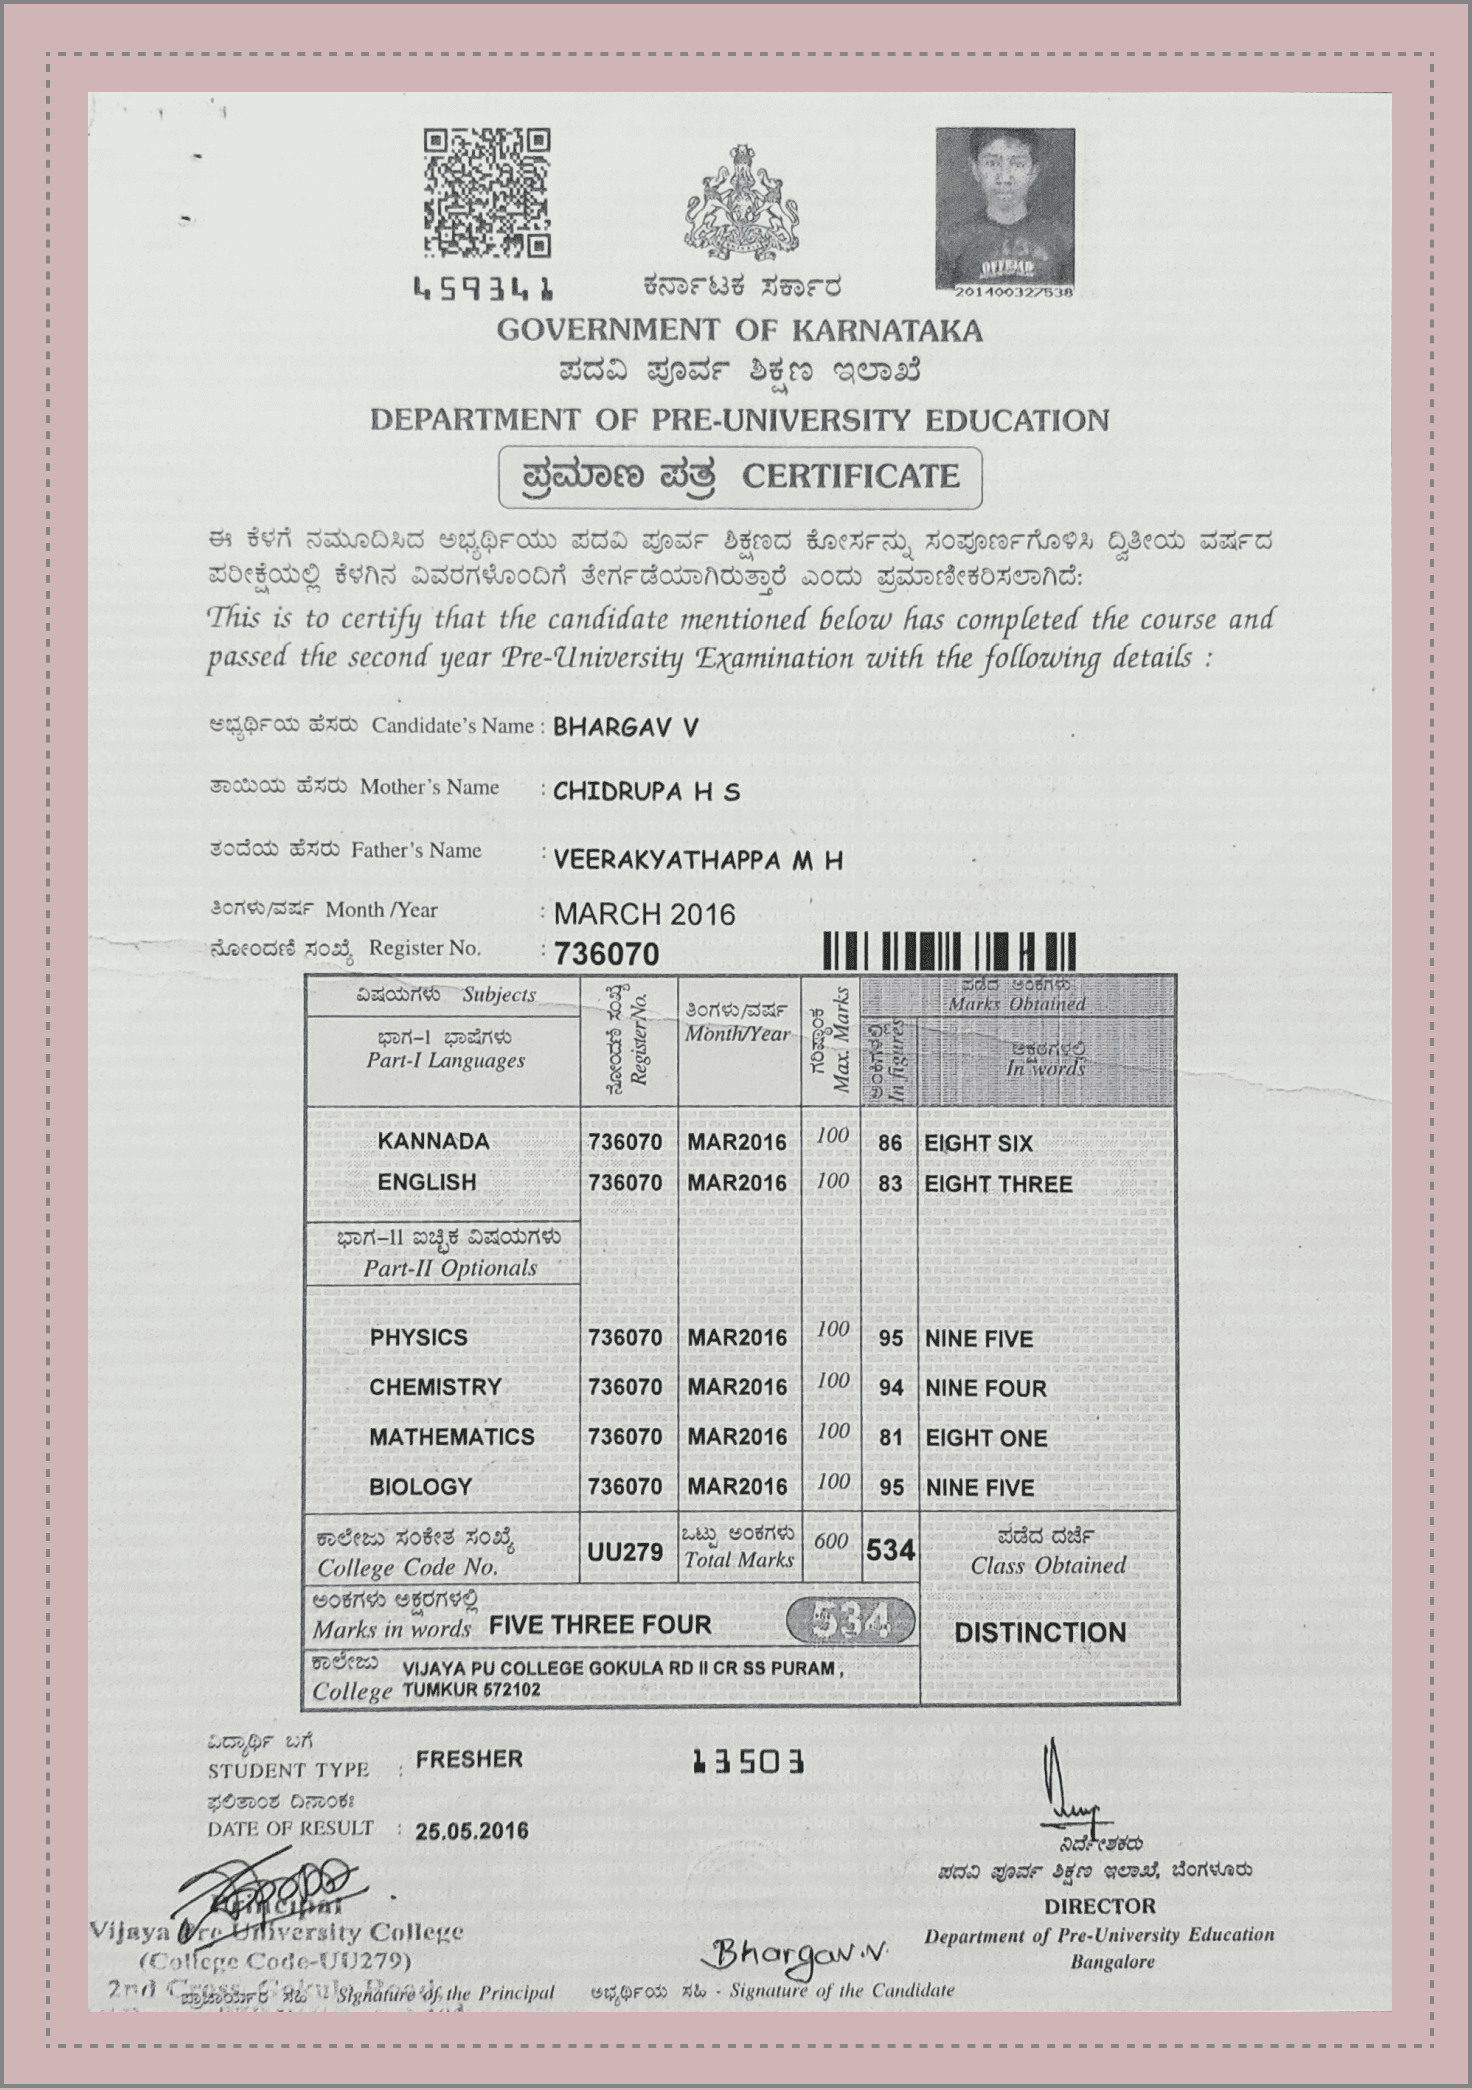 459341
ಕರ್ನಾಟಕ ಸರ್ಕಾರ
OFFROAD
201400327538
GOVERNMENT OF KARNATAKA
ಪದವಿ ಪೂರ್ವ ಶಿಕ್ಷಣ ಇಲಾಖೆ
DEPARTMENT OF PRE-UNIVERSITY EDUCATION
ಪ್ರಮಾಣ ಪತ್ರ CERTIFICATE
ಈ ಕೆಳಗೆ ನಮೂದಿಸಿದ ಅಭ್ಯರ್ಥಿಯು ಪದವಿ ಪೂರ್ವ ಶಿಕ್ಷಣದ ಕೋರ್ಸನ್ನು ಸಂಪೂರ್ಣಗೊಳಿಸಿ ದ್ವಿತೀಯ ವರ್ಷದ
ಪರೀಕ್ಷೆಯಲ್ಲಿ ಕೆಳಗಿನ ವಿವರಗಳೊಂದಿಗೆ ತೇರ್ಗಡೆಯಾಗಿರುತ್ತಾರೆ ಎಂದು ಪ್ರಮಾಣೀಕರಿಸಲಾಗಿದೆ:
This is to certify that the candidate mentioned below has completed the course and
passed the second year Pre-University Examination with the following details :
ಅಭ್ಯರ್ಥಿಯ ಹೆಸರು Candidate's Name : BHARGAV V
ತಾಯಿಯ ಹೆಸರು Mother's Name : CHIDRUPA H S
ತಂದೆಯ ಹೆಸರು Father's Name : VEERAKYATHAPPA M H
ತಿಂಗಳು/ವರ್ಷ Month /Year : MARCH 2016
ನೋಂದಣಿ ಸಂಖ್ಯೆ Register No. : 736070
ವಿಷಯಗಳು Subjects
ಭಾಗ-I ಭಾಷೆಗಳು
Part-I Languages
ನೋಂದಣಿ ಸಂಖ್ಯೆ
Register No.
ತಿಂಗಳು/ವರ್ಷ
Month/Year
ಗರಿಷ್ಠಾಂಕ
Max. Marks
ಪಡೆದ ಅಂಕಗಳು
Marks Obtained
ಅಂಕಿಗಳಲ್ಲಿ
In figures
ಅಕ್ಷರಗಳಲ್ಲಿ
In words
KANNADA 736070 MAR2016 100 86 EIGHT SIX
ENGLISH 736070 MAR2016 100 83 EIGHT THREE
ಭಾಗ-II ಐಚ್ಛಿಕ ವಿಷಯಗಳು
Part-II Optionals
PHYSICS 736070 MAR2016 100 95 NINE FIVE
CHEMISTRY 736070 MAR2016 100 94 NINE FOUR
MATHEMATICS 736070 MAR2016 100 81 EIGHT ONE
BIOLOGY 736070 MAR2016 100 95 NINE FIVE
ಕಾಲೇಜು ಸಂಕೇತ ಸಂಖ್ಯೆ
College Code No.
UU279
ಒಟ್ಟು ಅಂಕಗಳು
Total Marks
600
534
ಪಡೆದ ದರ್ಜೆ
Class Obtained
ಅಂಕಗಳು ಅಕ್ಷರಗಳಲ್ಲಿ
Marks in words FIVE THREE FOUR 534
DISTINCTION
ಕಾಲೇಜು
College
VIJAYA PU COLLEGE GOKULA RD II CR SS PURAM ,
TUMKUR 572102
ವಿದ್ಯಾರ್ಥಿ ಬಗೆ
STUDENT TYPE : FRESHER
13503
ಫಲಿತಾಂಶ ದಿನಾಂಕ:
DATE OF RESULT : 25.05.2016
ನಿರ್ದೇಶಕರು
ಪದವಿ ಪೂರ್ವ ಶಿಕ್ಷಣ ಇಲಾಖೆ, ಬೆಂಗಳೂರು
DIRECTOR
Department of Pre-University Education
Bangalore
Principal
Vijaya Pre University College
(College Code-UU279)
2nd Cross, Gokula Road
ಪ್ರಾಚಾರ್ಯರ ಸಹಿ - Signature of the Principal
Bhargav.V.
ಅಭ್ಯರ್ಥಿಯ ಸಹಿ - Signature of the Candidate